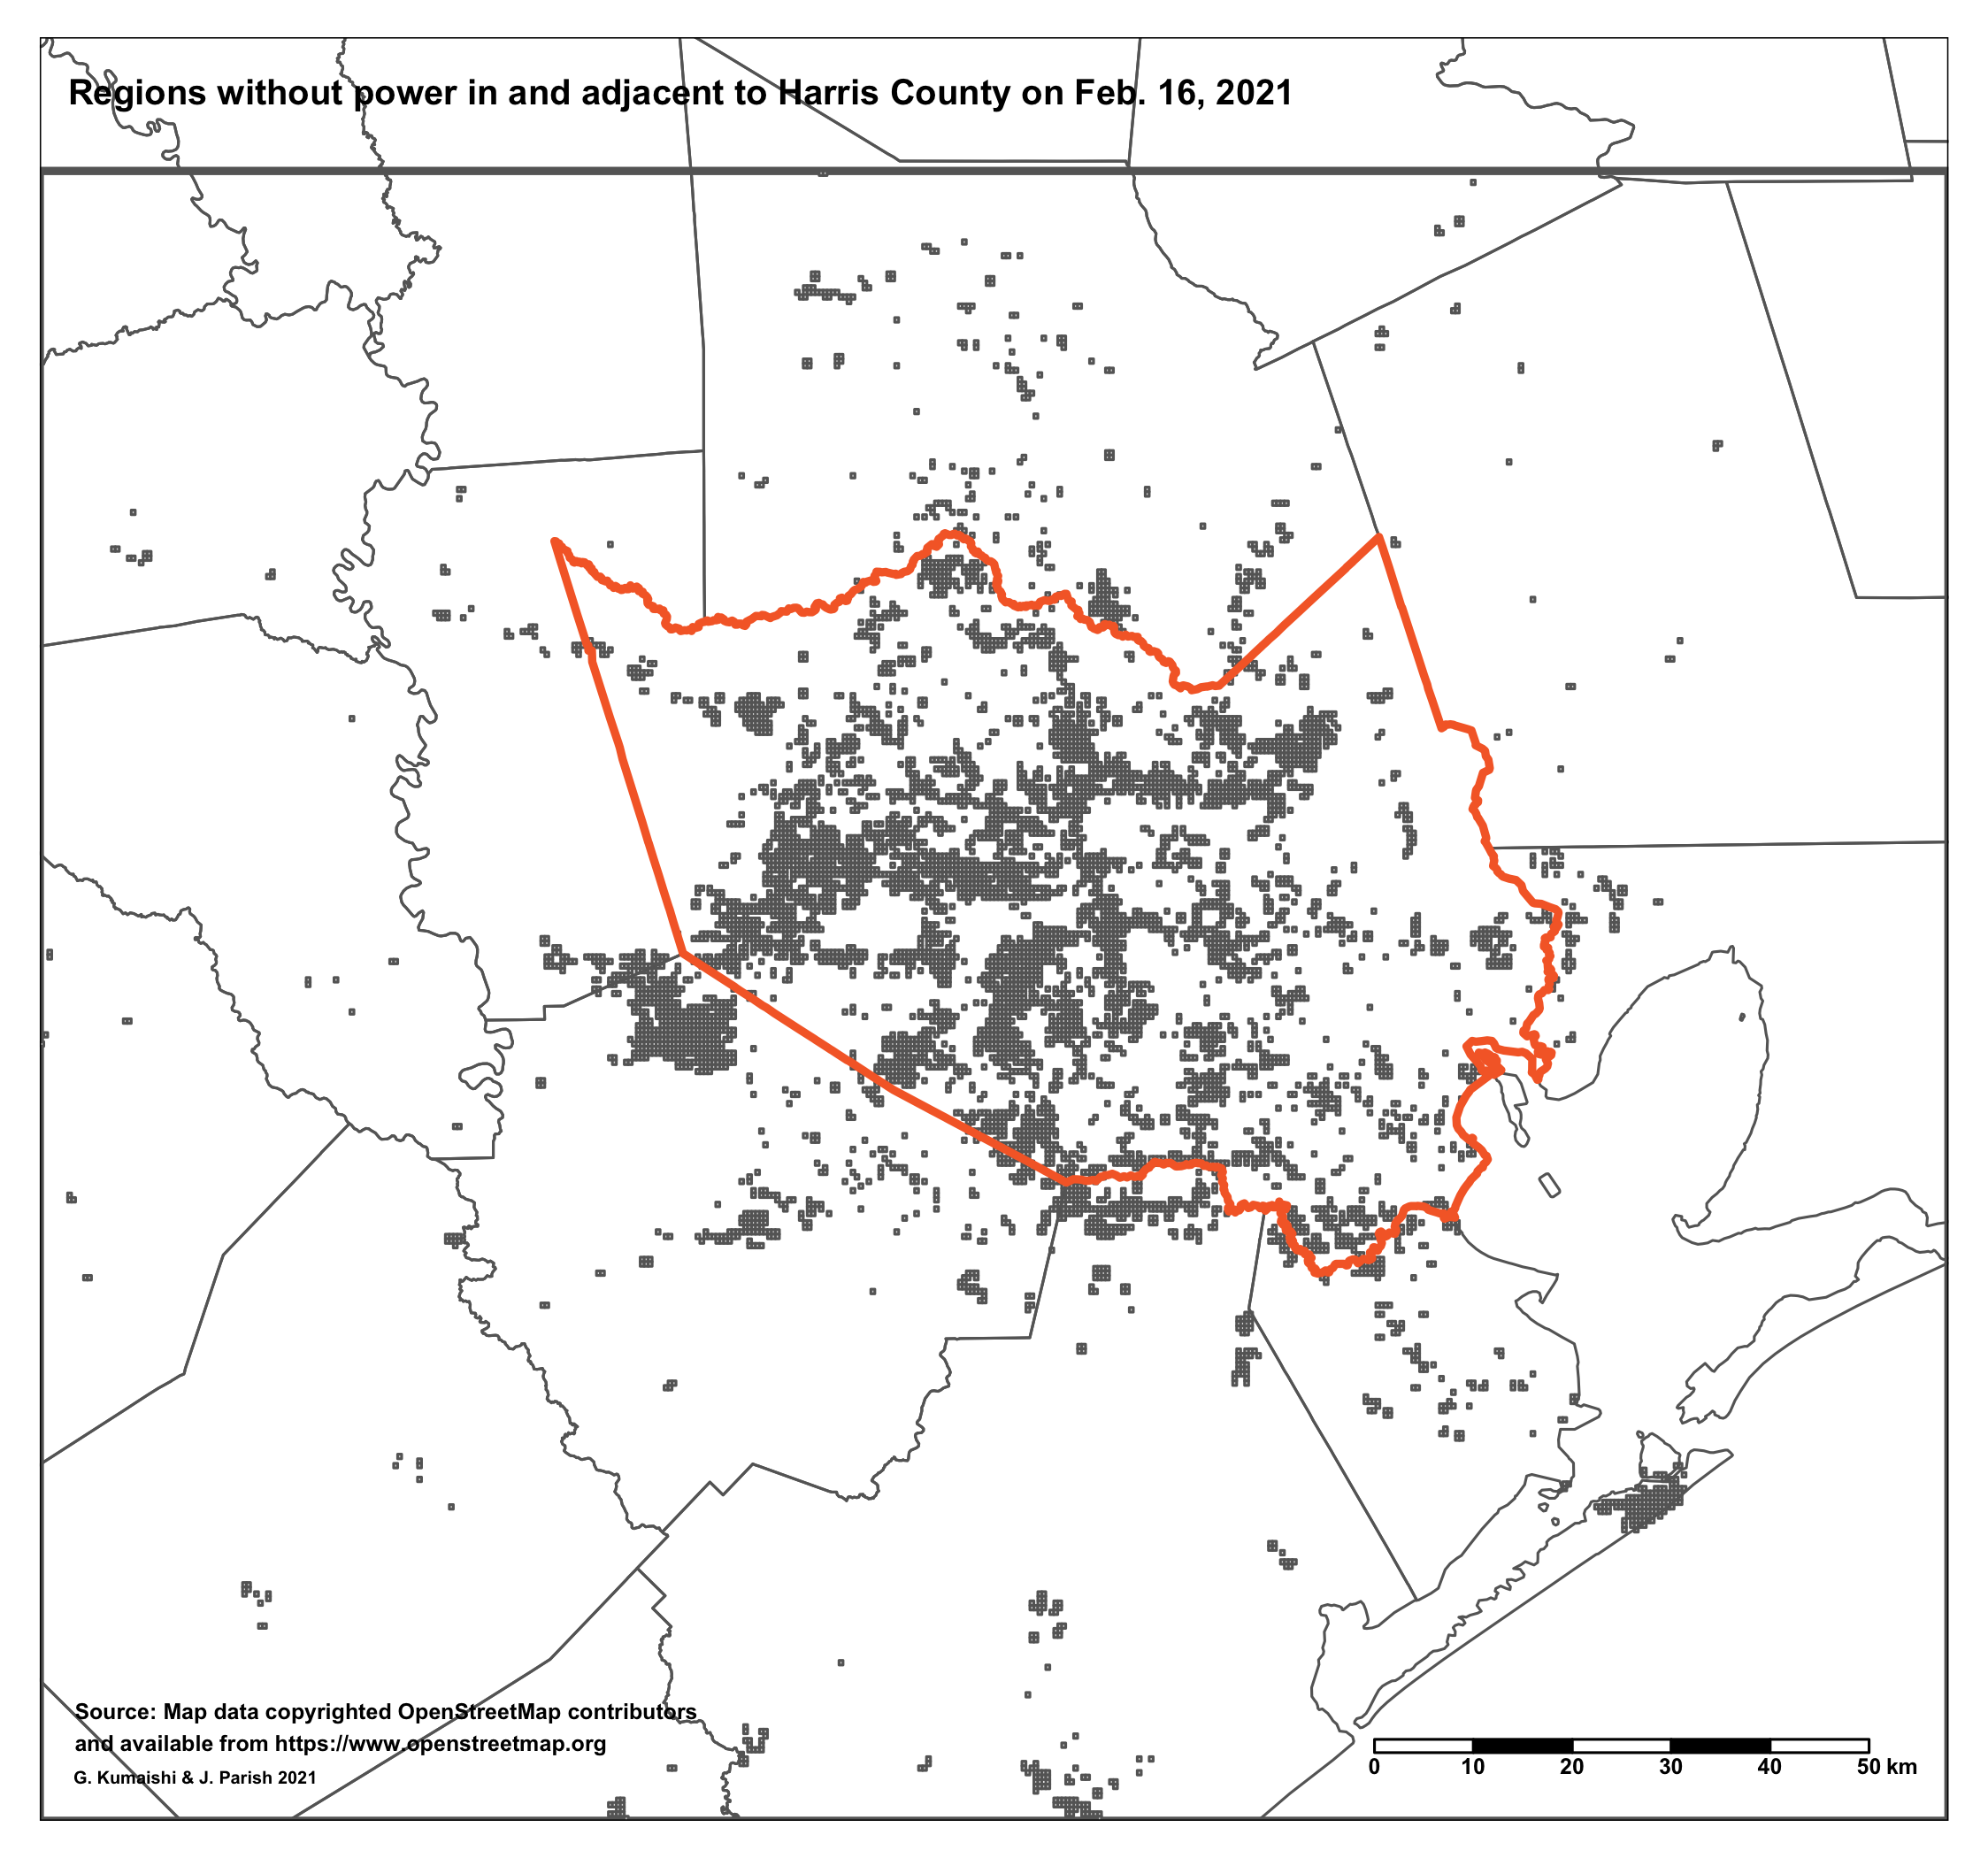 Regions without power in and adjacent to Harris County on Feb. 16, 2021
Source: Map data copyrighted OpenStreetMap contributors
and available from https://www.openstreetmap.org
G. Kumaishi & J. Parish 2021
0 10 20 30 40 50 km